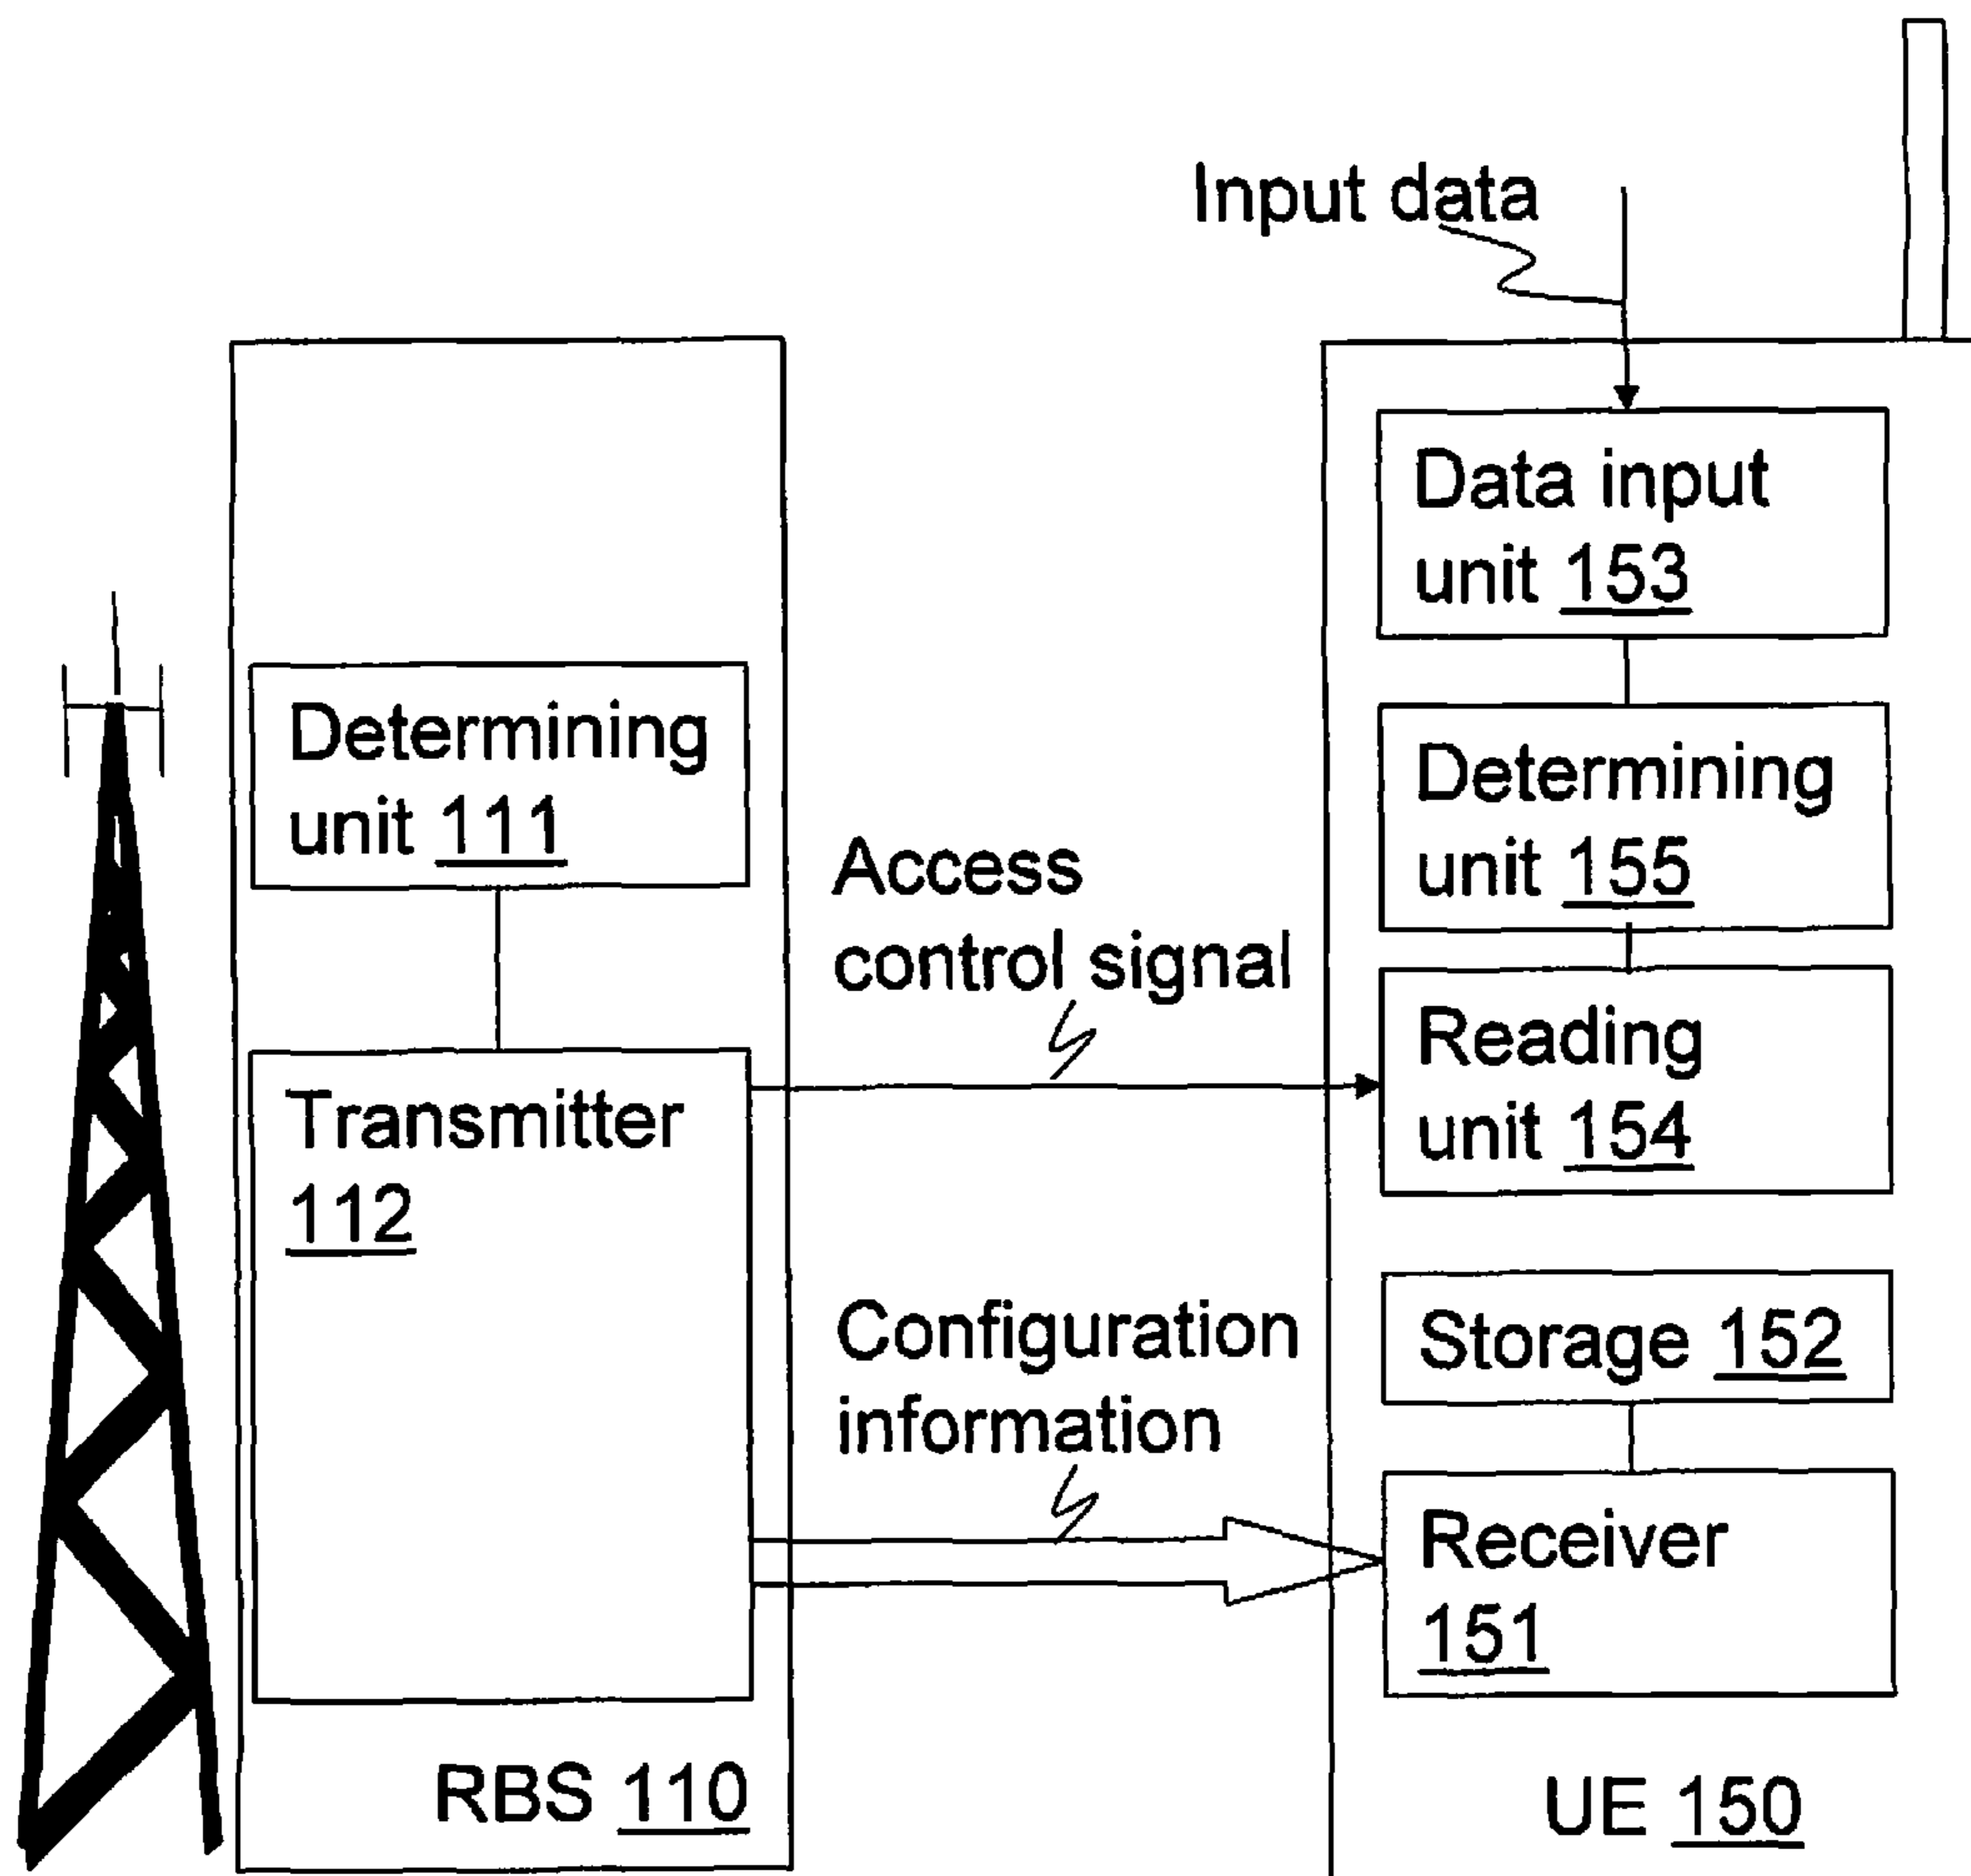 Input data
Data input
unit 153
Determining
unit 111
Determining
unit 155
Access
control signal
Reading
unit 154
Transmitter
112
Configuration
information
Storage 152
Receiver
151
RBS 110
UE 150